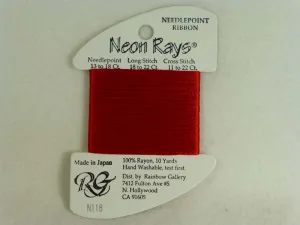 NEEDLEPOINT
RIBBON
Neon Rays®
Needlepoint Long Stitch Cross Stitch
13 to 18 Ct. 18 to 22 Ct. 11 to 22 Ct.
Made in Japan
100% Rayon, 10 Yards
Hand Washable, test first.
RG
Dist. by Rainbow Gallery
7412 Fulton Ave #5
N. Hollywood
CA 91605
N116